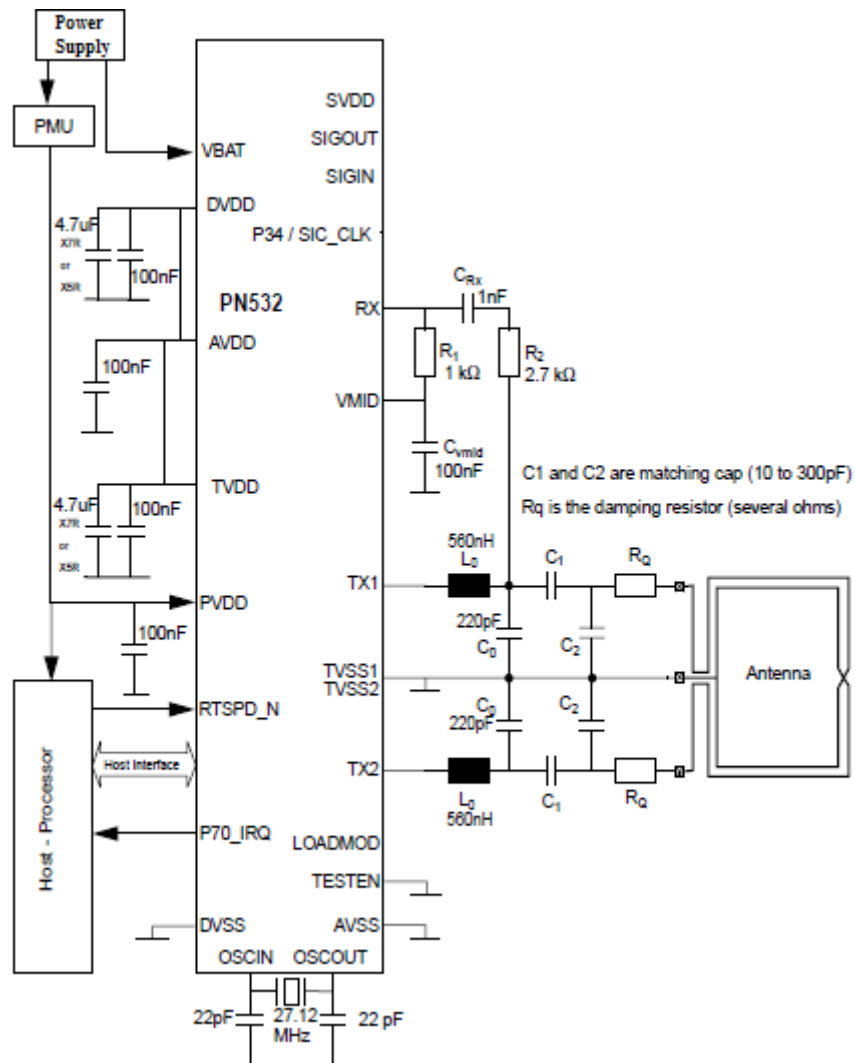 Power
Supply
PMU
VBAT
SVDD
SIGOUT
SIGIN
DVDD
4.7uF
X7R
or
X5R
100nF
P34 / SIC_CLK
PN532
RX
CRx
1nF
R1
1 kΩ
R2
2.7 kΩ
AVDD
100nF
VMID
Cvmid
100nF
C1 and C2 are matching cap (10 to 300pF)
Rq is the damping resistor (several ohms)
TVDD
4.7uF
X7R
or
X5R
100nF
560nH
L0
C1
RQ
TX1
PVDD
100nF
220pF
C0
C2
TVSS1
TVSS2
Antenna
RTSPD_N
C0
220pF
C2
Host Interface
TX2
L0
560nH
C1
RQ
Host - Processor
P70_IRQ
LOADMOD
TESTEN
DVSS
AVSS
OSCIN
OSCOUT
22pF
27.12
MHz
22 pF